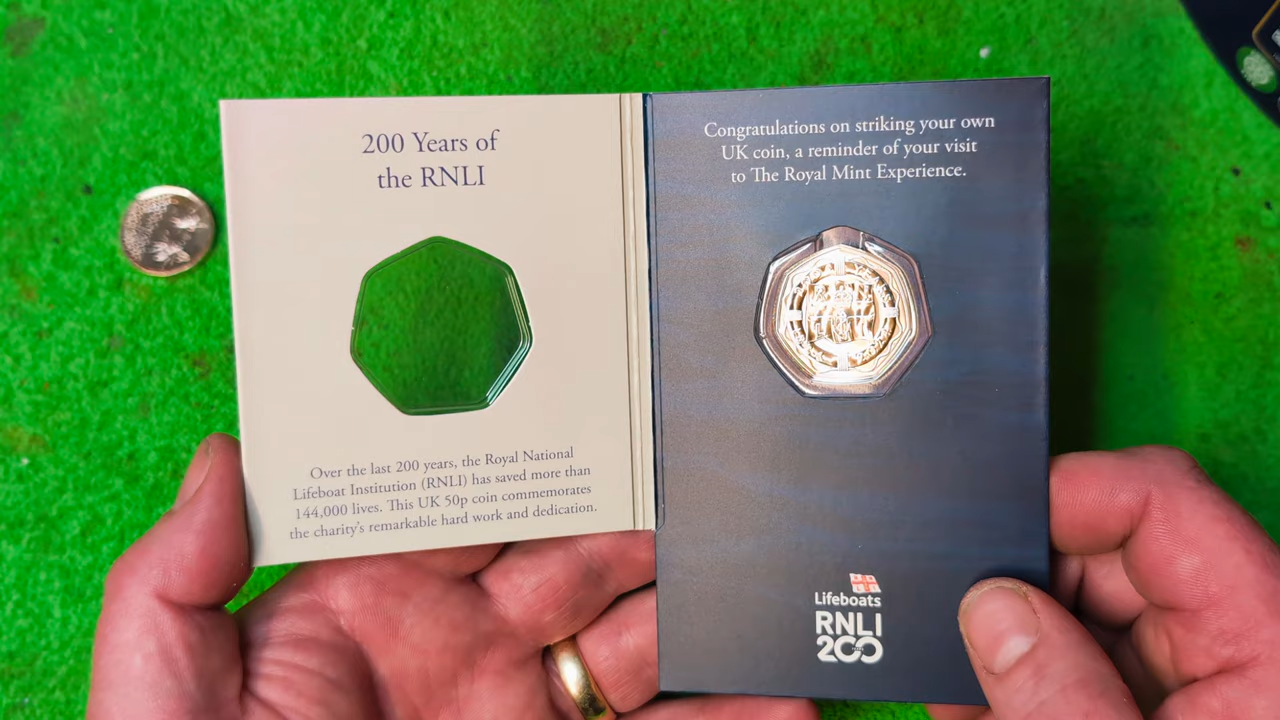 200 Years of
the RNLI
Over the last 200 years, the Royal National
Lifeboat Institution (RNLI) has saved more than
144,000 lives. This UK 50p coin commemorates
the charity's remarkable hard work and dedication.
Congratulations on striking your own
UK coin, a reminder of your visit
to The Royal Mint Experience.
Lifeboats
RNLI
200